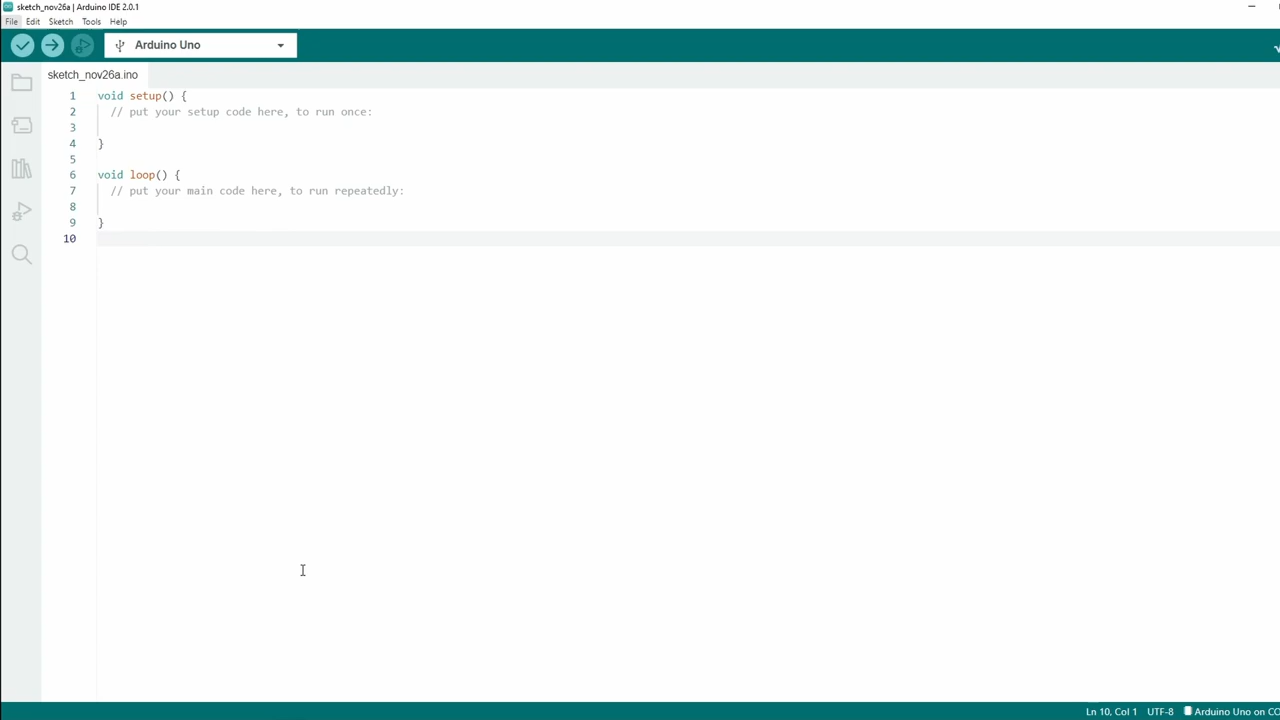 sketch_nov26a | Arduino IDE 2.0.1
File Edit Sketch Tools Help
Arduino Uno
sketch_nov26a.ino
1 void setup() {
2 // put your setup code here, to run once:
3
4 }
5
6 void loop() {
7 // put your main code here, to run repeatedly:
8
9 }
10
Ln 10, Col 1 UTF-8 Arduino Uno on CO